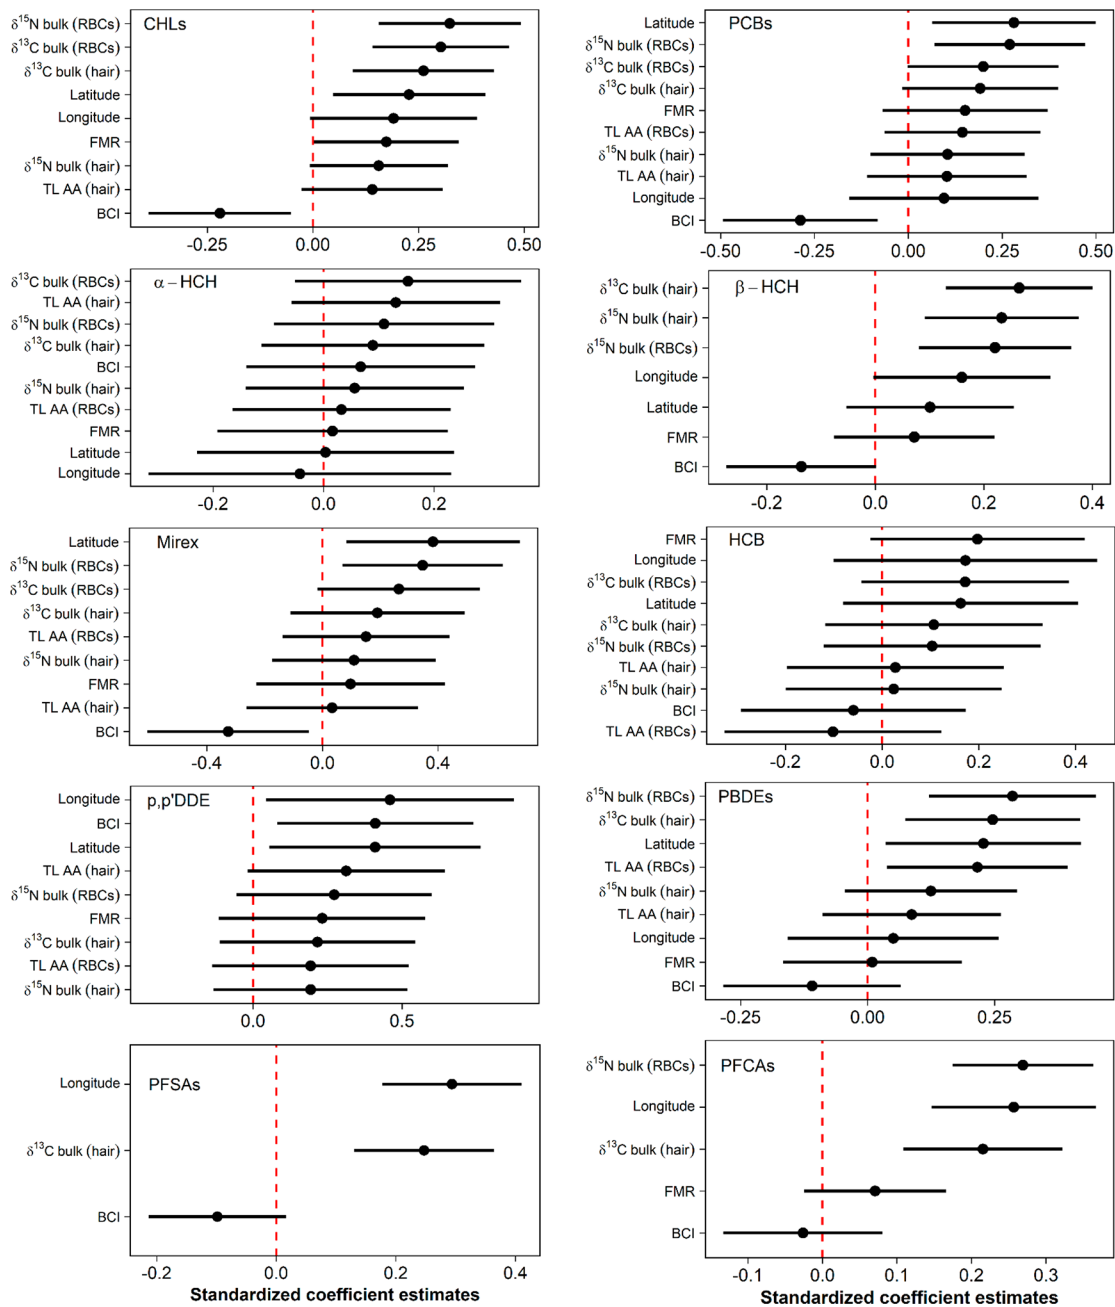 CHLs
δ15N bulk (RBCs)
δ13C bulk (RBCs)
δ13C bulk (hair)
Latitude
Longitude
FMR
δ15N bulk (hair)
TL AA (hair)
BCI
-0.25 0.00 0.25 0.50
PCBs
Latitude
δ15N bulk (RBCs)
δ13C bulk (RBCs)
δ13C bulk (hair)
FMR
TL AA (RBCs)
δ15N bulk (hair)
TL AA (hair)
Longitude
BCI
-0.50 -0.25 0.00 0.25 0.50
α − HCH
δ13C bulk (RBCs)
TL AA (hair)
δ15N bulk (RBCs)
δ13C bulk (hair)
BCI
δ15N bulk (hair)
TL AA (RBCs)
FMR
Latitude
Longitude
-0.2 0.0 0.2
β − HCH
δ13C bulk (hair)
δ15N bulk (hair)
δ15N bulk (RBCs)
Longitude
Latitude
FMR
BCI
-0.2 0.0 0.2 0.4
Mirex
Latitude
δ15N bulk (RBCs)
δ13C bulk (RBCs)
δ13C bulk (hair)
TL AA (RBCs)
δ15N bulk (hair)
FMR
TL AA (hair)
BCI
-0.4 0.0 0.4
HCB
FMR
Longitude
δ13C bulk (RBCs)
Latitude
δ13C bulk (hair)
δ15N bulk (RBCs)
TL AA (hair)
δ15N bulk (hair)
BCI
TL AA (RBCs)
-0.2 0.0 0.2 0.4
p,p'DDE
Longitude
BCI
Latitude
TL AA (hair)
δ15N bulk (RBCs)
FMR
δ13C bulk (hair)
TL AA (RBCs)
δ15N bulk (hair)
0.0 0.5
PBDEs
δ15N bulk (RBCs)
δ13C bulk (hair)
Latitude
TL AA (RBCs)
δ15N bulk (hair)
TL AA (hair)
Longitude
FMR
BCI
-0.25 0.00 0.25
PFSAs
Longitude
δ13C bulk (hair)
BCI
-0.2 0.0 0.2 0.4
Standardized coefficient estimates
PFCAs
δ15N bulk (RBCs)
Longitude
δ13C bulk (hair)
FMR
BCI
-0.1 0.0 0.1 0.2 0.3
Standardized coefficient estimates